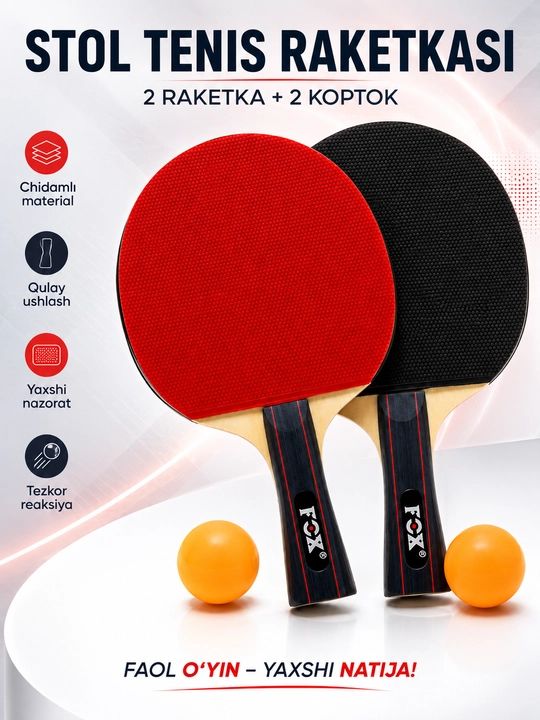 STOL TENIS RAKETKASI
2 RAKETKA + 2 KOPTOK
Chidamlı
material
Qulay
ushlash
Yaxshi
nazorat
Tezkor
reaksiya
FOX®
FOX®
FAOL O‘YIN – YAXSHI NATIJA!